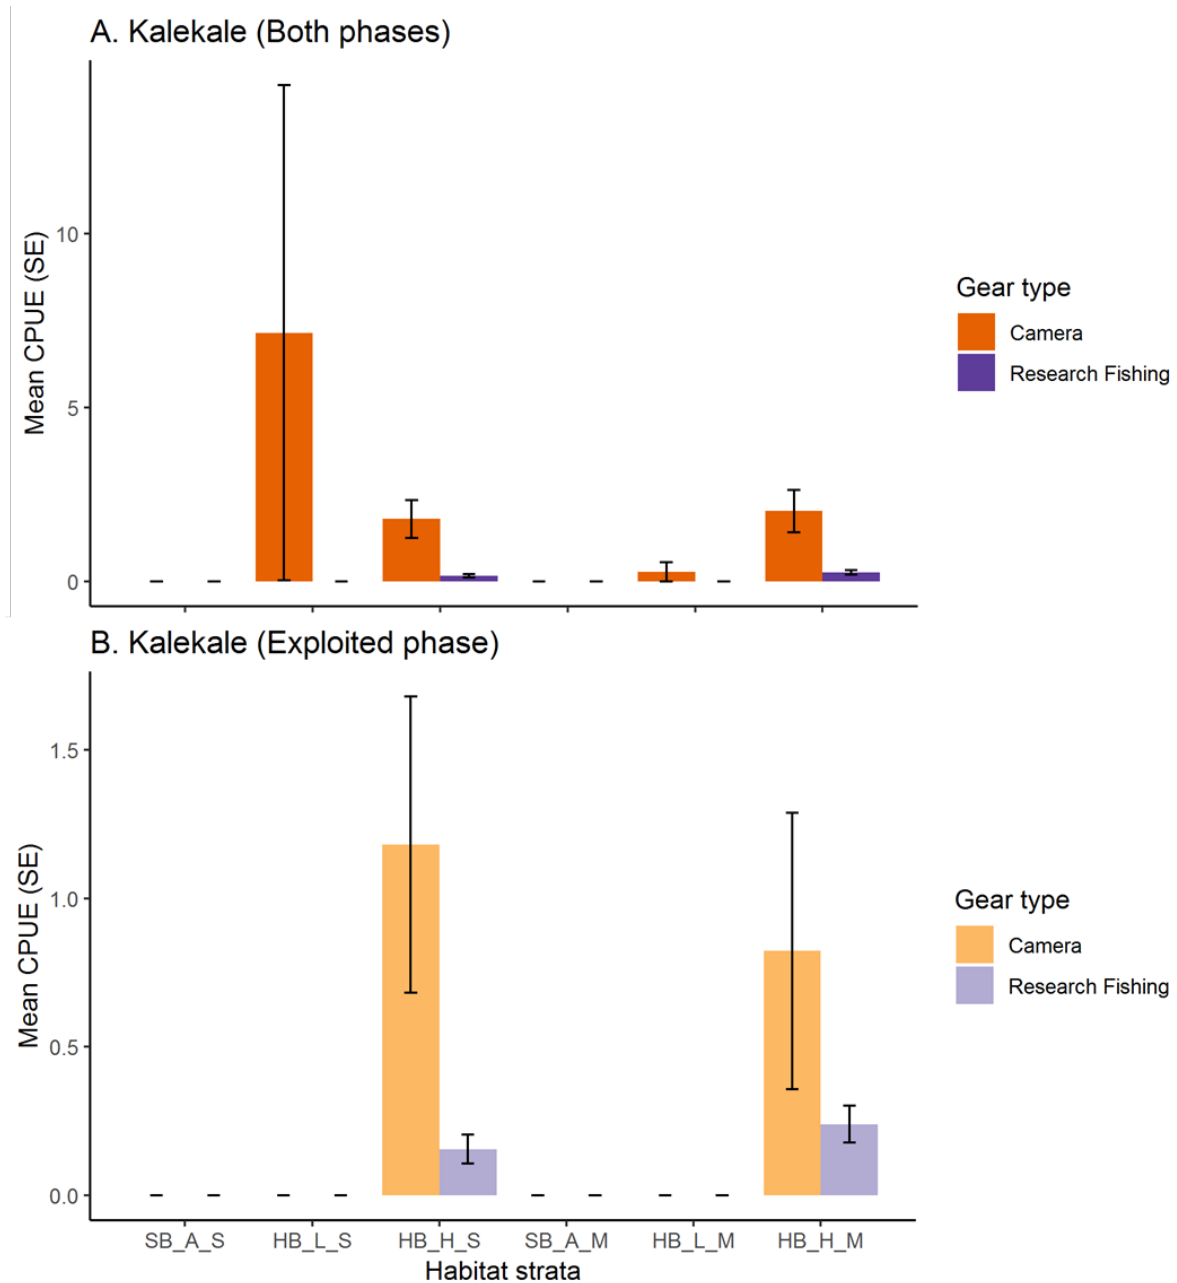 A. Kalekale (Both phases)
Mean CPUE (SE)
10
5
0
Gear type
Camera
Research Fishing
B. Kalekale (Exploited phase)
Mean CPUE (SE)
1.5
1.0
0.5
0.0
SB_A_S HB_L_S HB_H_S SB_A_M HB_L_M HB_H_M
Habitat strata
Gear type
Camera
Research Fishing